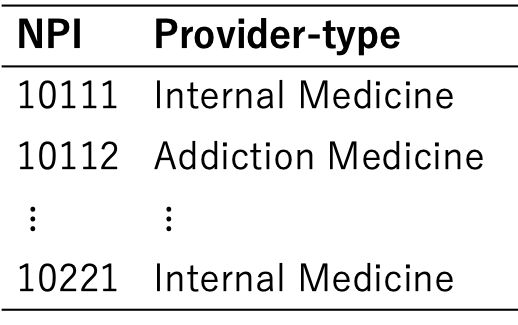 NPI Provider-type
10111 Internal Medicine
10112 Addiction Medicine
⋮ ⋮
10221 Internal Medicine